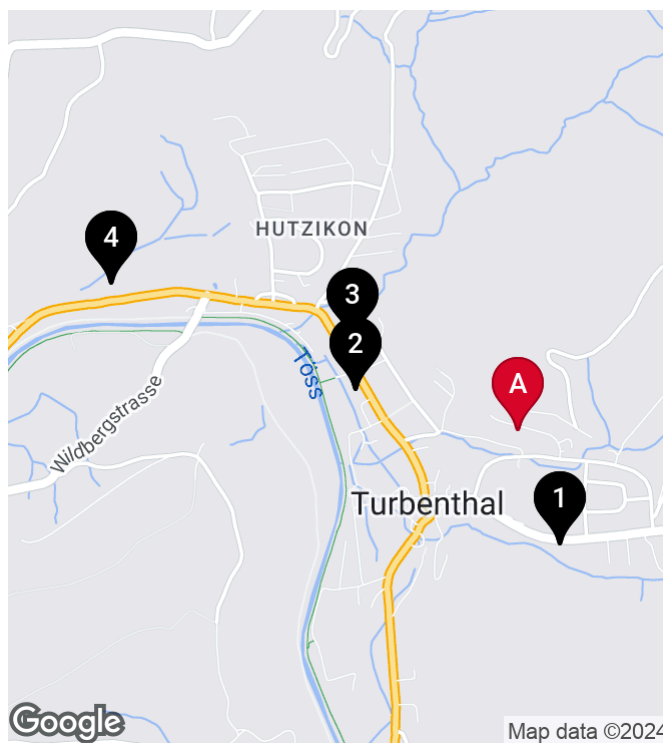 HUTZIKON
4
3
2
Töss
A
Wildbergstrasse
Turbenthal
1
Google
Map data ©2024